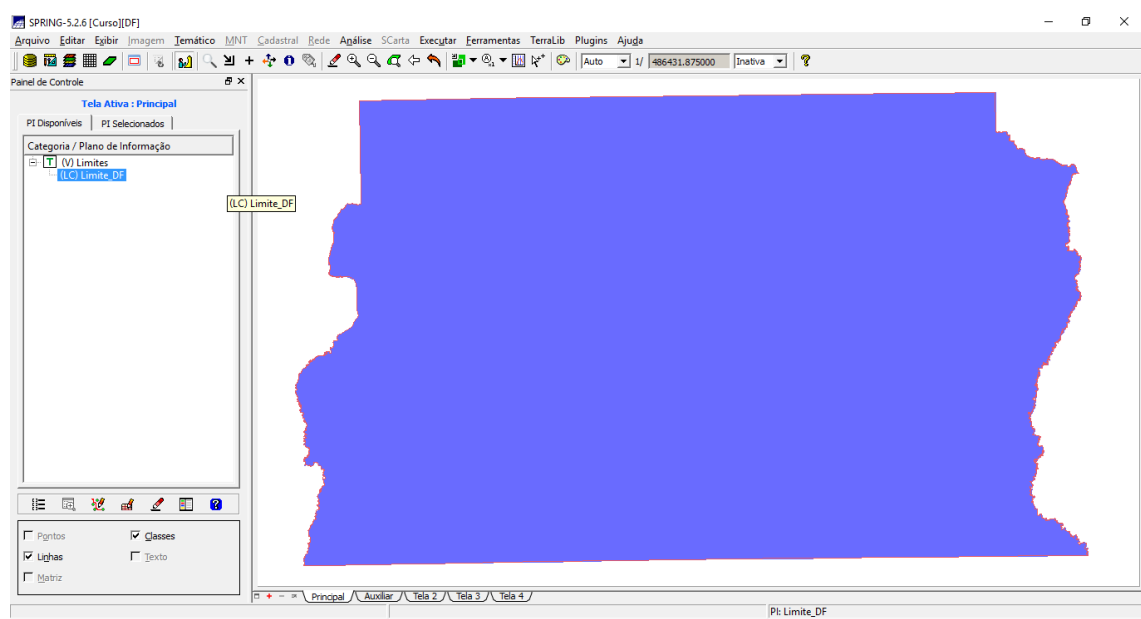 SPRING-5.2.6 [Curso][DF]
Arquivo Editar Exibir Imagem Temático MNT Cadastral Rede Análise SCarta Executar Ferramentas TerraLib Plugins Ajuda
Auto 1/ 486431.875000 Inativa
Painel de Controle
Tela Ativa : Principal
PI Disponíveis PI Selecionados
Categoria / Plano de Informação
T (V) Limites
(LC) Limite_DF
(LC) Limite_DF
Pontos Classes
Linhas Texto
Matriz
Principal Auxiliar Tela 2 Tela 3 Tela 4
PI: Limite_DF